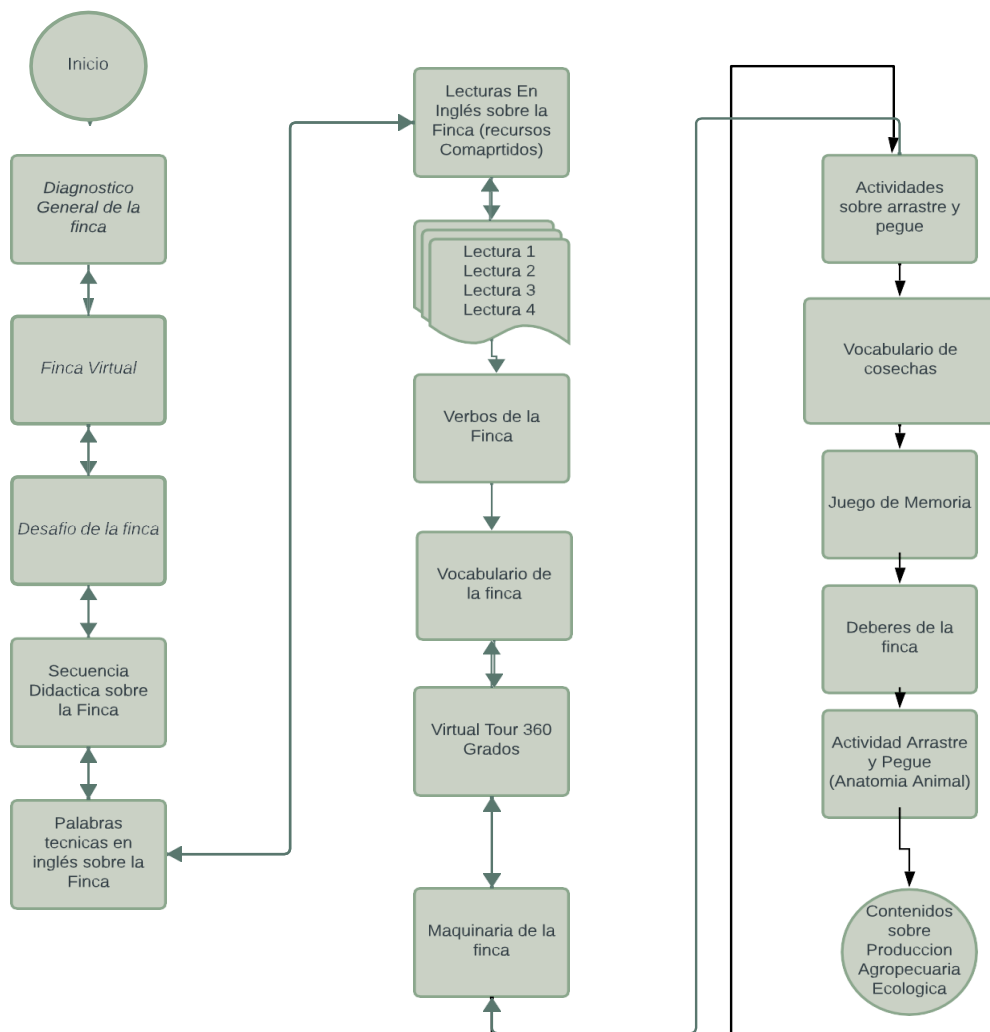 Inicio
Diagnostico
General de la
finca
Finca Virtual
Desafio de la finca
Secuencia
Didactica sobre
la Finca
Palabras
tecnicas en
inglés sobre la
Finca
Lecturas En
Inglés sobre la
Finca (recursos
Comaprtidos)
Lectura 1
Lectura 2
Lectura 3
Lectura 4
Verbos de la
Finca
Vocabulario de
la finca
Virtual Tour 360
Grados
Maquinaria de la
finca
Actividades
sobre arrastre y
pegue
Vocabulario de
cosechas
Juego de Memoria
Deberes de la
finca
Actividad Arrastre
y Pegue
(Anatomia Animal)
Contenidos
sobre
Produccion
Agropecuaria
Ecologica